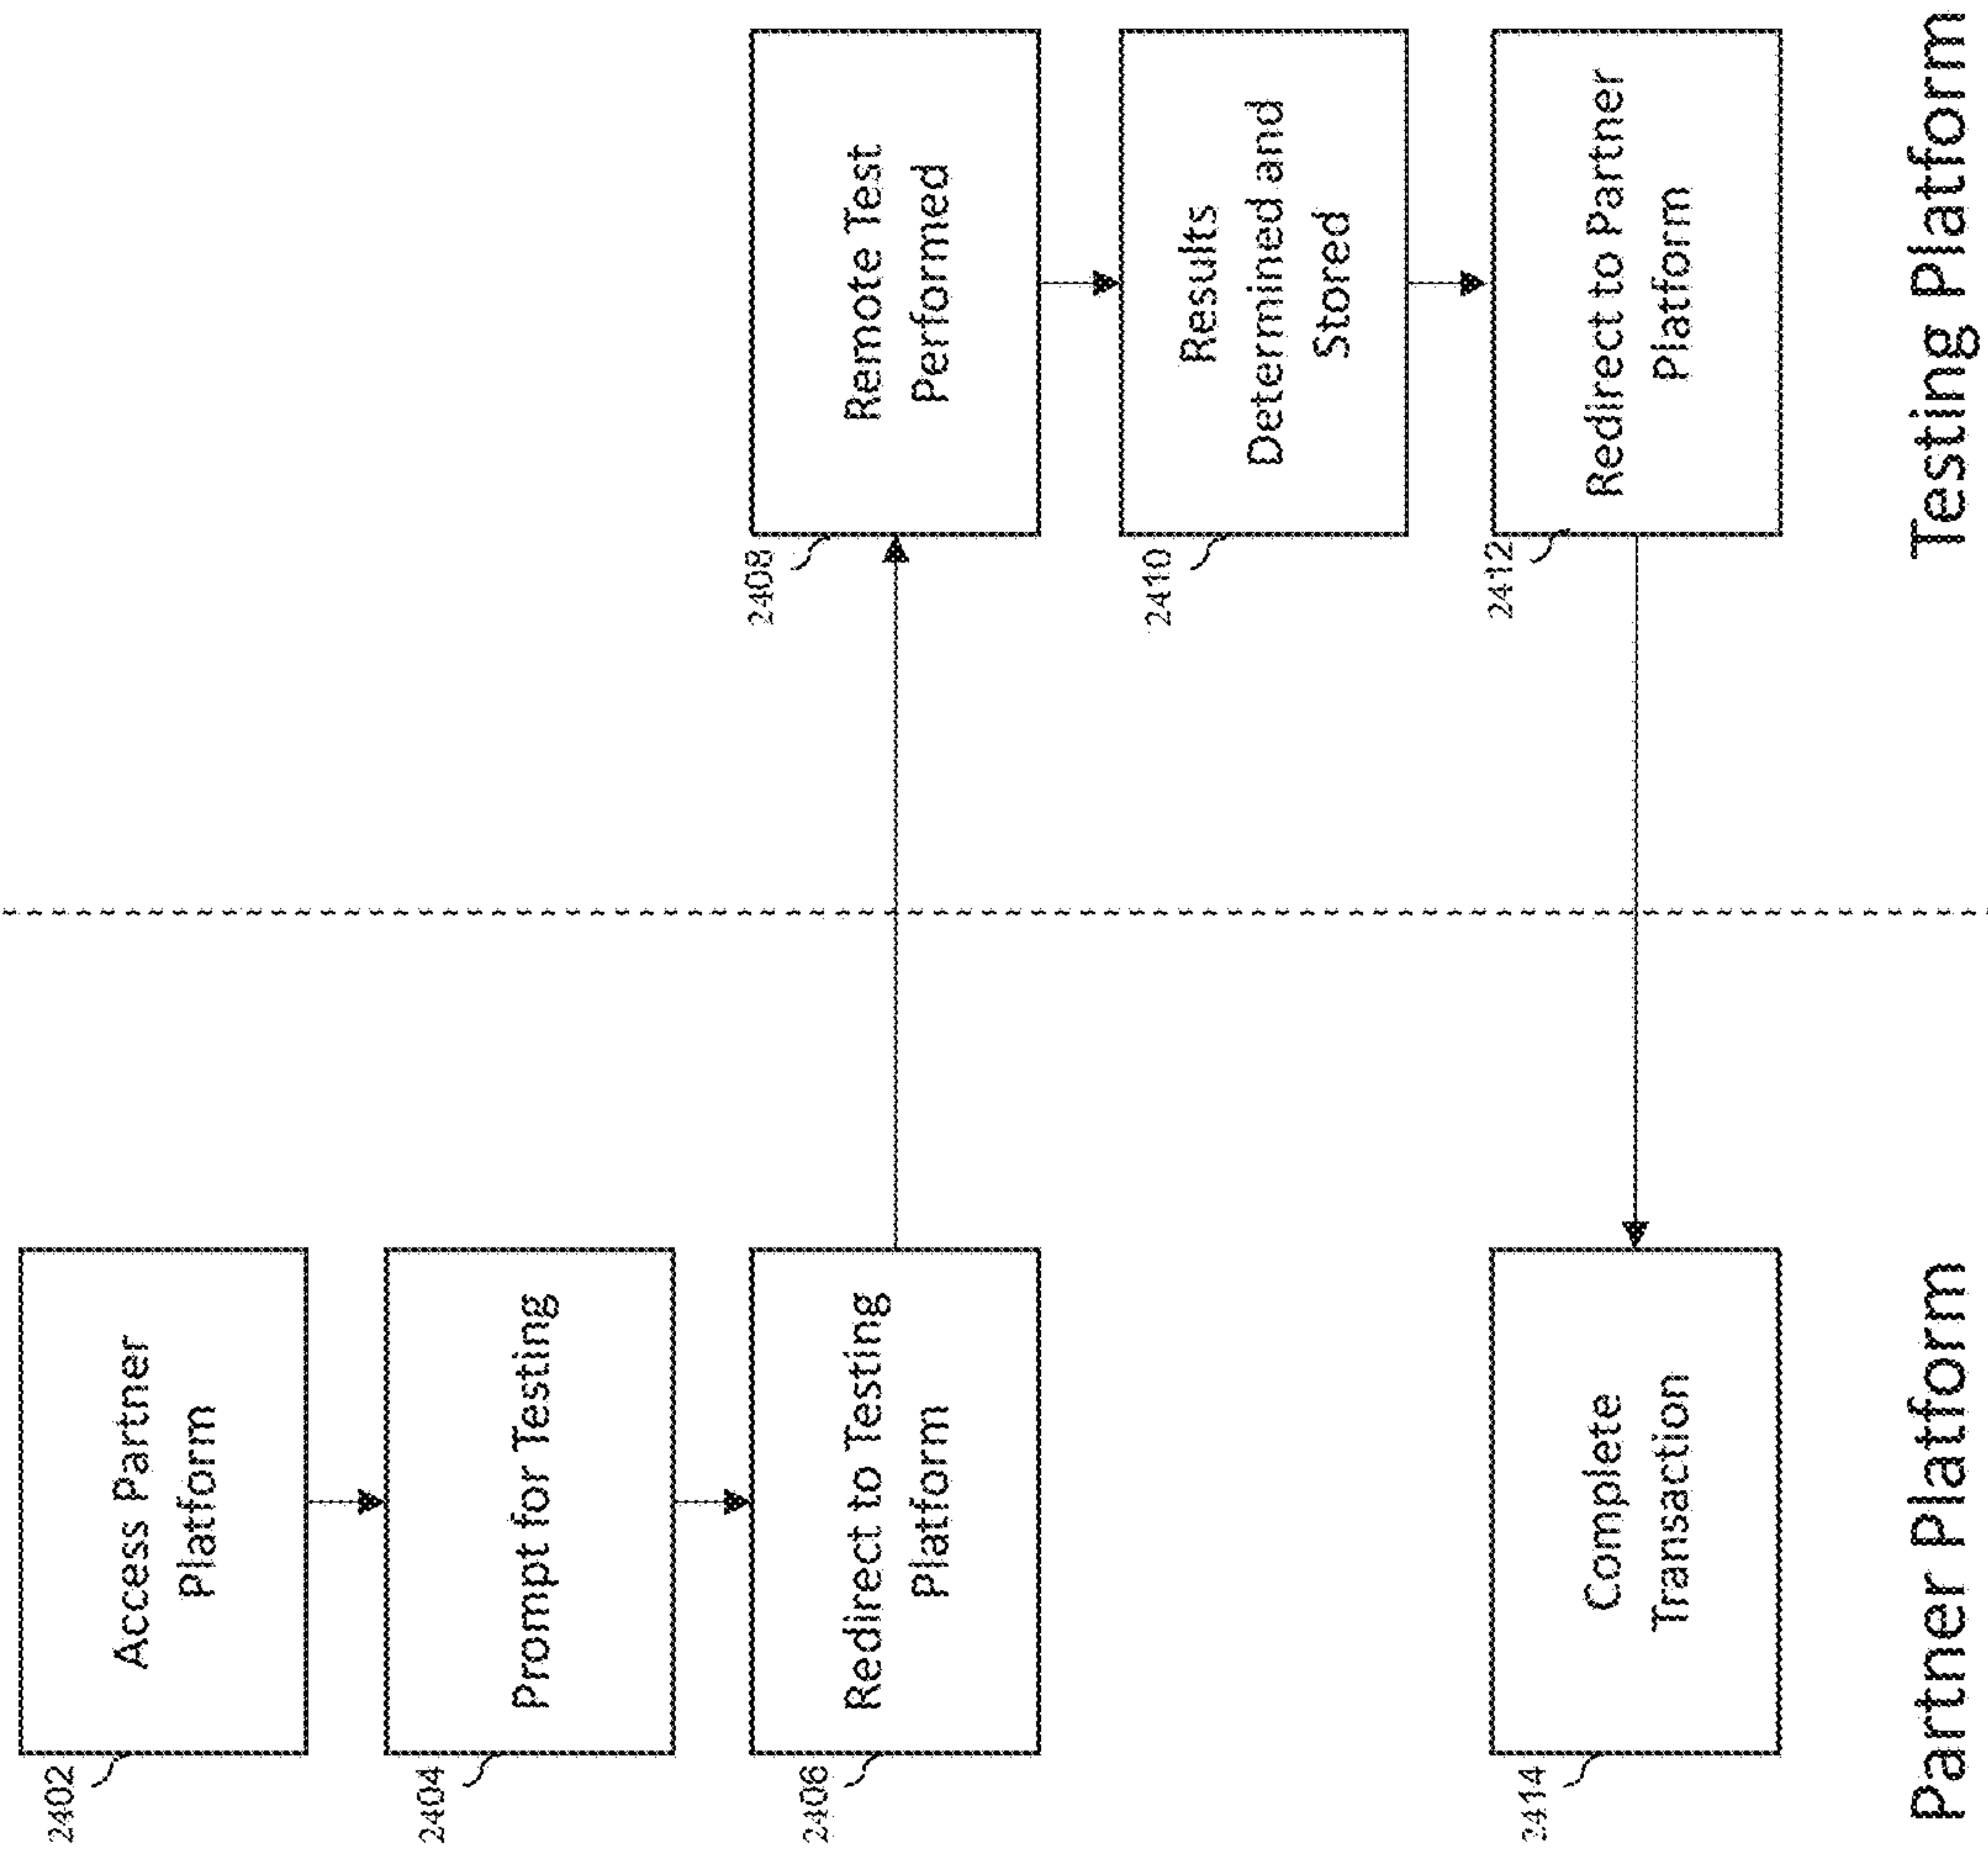 2402
Access Partner
Platform
2404
Prompt for Testing
2406
Redirect to Testing
Platform
2408
Remote Test
Performed
2410
Results
Determined and
Stored
2412
Redirect to Partner
Platform
2414
Complete
Transaction
Partner Platform
Testing Platform